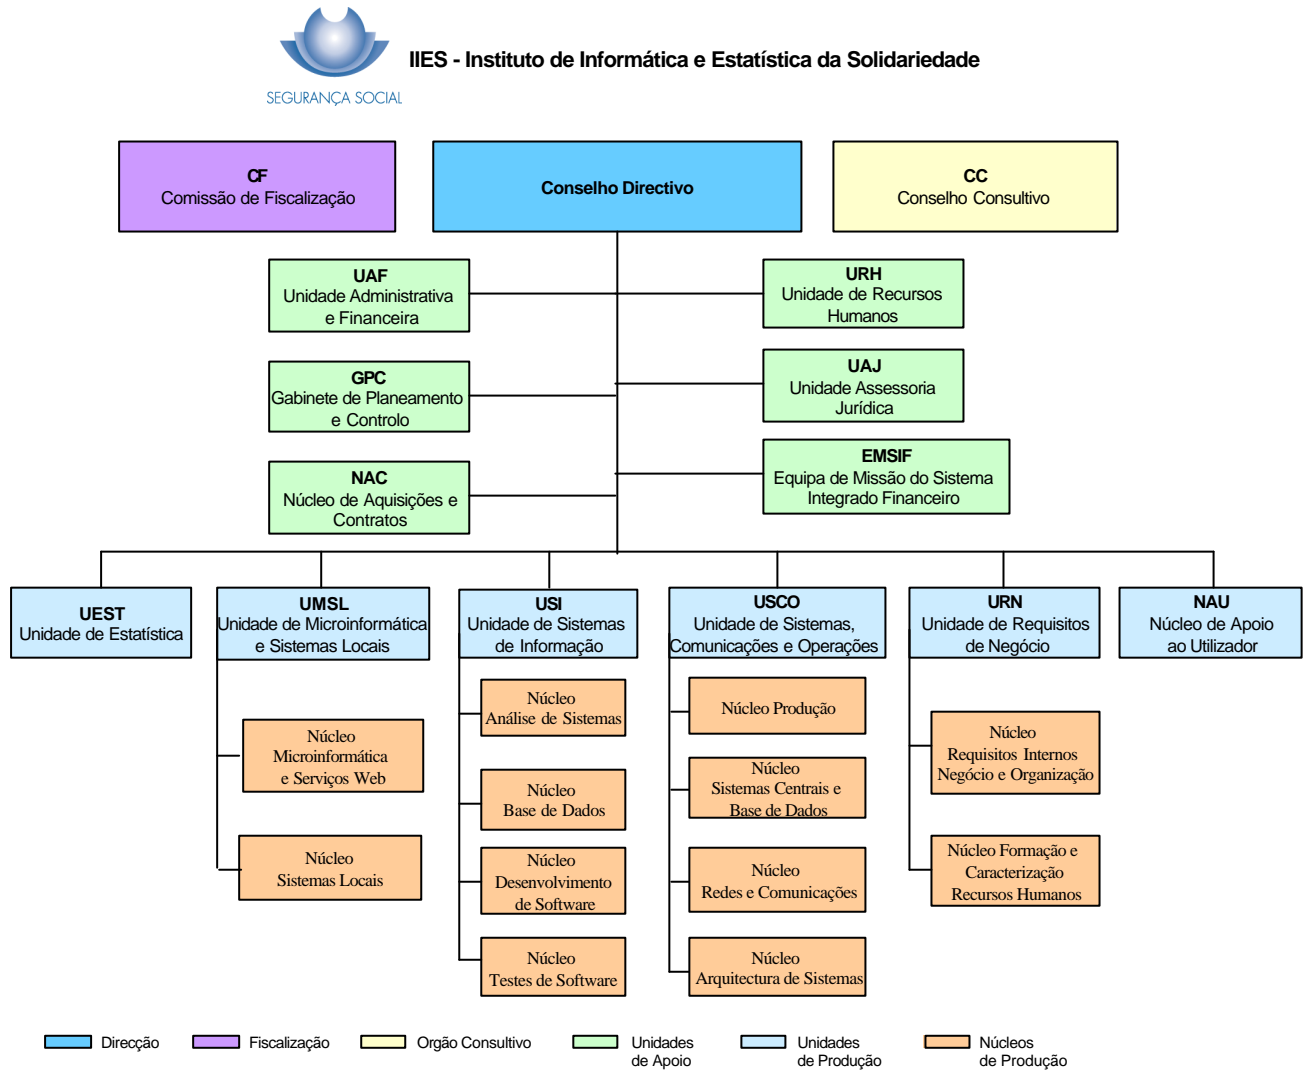 IIES - Instituto de Informática e Estatística da Solidariedade
SEGURANÇA SOCIAL
CF
Comissão de Fiscalização
Conselho Directivo
CC
Conselho Consultivo
UAF
Unidade Administrativa
e Financeira
URH
Unidade de Recursos
Humanos
GPC
Gabinete de Planeamento
e Controlo
UAJ
Unidade Assessoria
Jurídica
NAC
Núcleo de Aquisições e
Contratos
EMSIF
Equipa de Missão do Sistema
Integrado Financeiro
UEST
Unidade de Estatística
UMSL
Unidade de Microinformática
e Sistemas Locais
USI
Unidade de Sistemas
de Informação
USCO
Unidade de Sistemas,
Comunicações e Operações
URN
Unidade de Requisitos
de Negócio
NAU
Núcleo de Apoio
ao Utilizador
Núcleo
Microinformática
e Serviços Web
Núcleo
Sistemas Locais
Núcleo
Análise de Sistemas
Núcleo
Base de Dados
Núcleo
Desenvolvimento
de Software
Núcleo
Testes de Software
Núcleo Produção
Núcleo
Sistemas Centrais e
Base de Dados
Núcleo
Redes e Comunicações
Núcleo
Arquitectura de Sistemas
Núcleo
Requisitos Internos
Negócio e Organização
Núcleo Formação e
Caracterização
Recursos Humanos
Direcção
Fiscalização
Orgão Consultivo
Unidades
de Apoio
Unidades
de Produção
Núcleos
de Produção